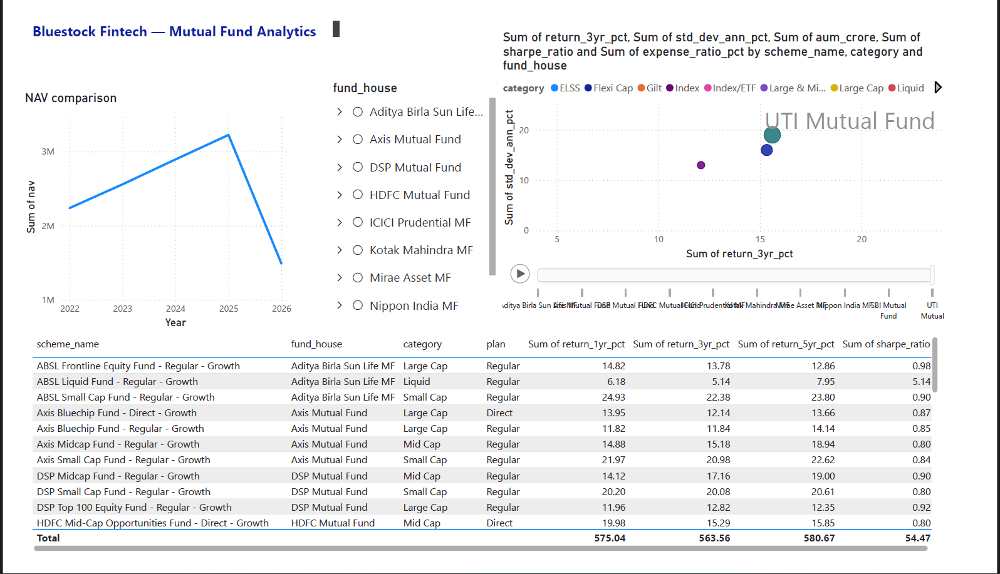 Bluestock Fintech — Mutual Fund Analytics
NAV comparison
Sum of nav
3M
2M
1M
2022 2023 2024 2025 2026
Year
fund_house
Aditya Birla Sun Life...
Axis Mutual Fund
DSP Mutual Fund
HDFC Mutual Fund
ICICI Prudential MF
Kotak Mahindra MF
Mirae Asset MF
Nippon India MF
Sum of return_3yr_pct, Sum of std_dev_ann_pct, Sum of aum_crore, Sum of
sharpe_ratio and Sum of expense_ratio_pct by scheme_name, category and
fund_house
category ELSS Flexi Cap Gilt Index Index/ETF Large & Mi... Large Cap Liquid
UTI Mutual Fund
Sum of std_dev_ann_pct
20
10
0
5 10 15 20
Sum of return_3yr_pct
Aditya Birla Sun Life MF Axis Mutual Fund DSP Mutual Fund HDFC Mutual Fund ICICI Prudential MF Kotak Mahindra MF Mirae Asset MF Nippon India MF SBI Mutual UTI
Fund Mutual
scheme_name fund_house category plan Sum of return_1yr_pct Sum of return_3yr_pct Sum of return_5yr_pct Sum of sharpe_ratio
ABSL Frontline Equity Fund - Regular - Growth Aditya Birla Sun Life MF Large Cap Regular 14.82 13.78 12.86 0.98
ABSL Liquid Fund - Regular - Growth Aditya Birla Sun Life MF Liquid Regular 6.18 5.14 7.95 5.14
ABSL Small Cap Fund - Regular - Growth Aditya Birla Sun Life MF Small Cap Regular 24.93 22.38 23.80 0.90
Axis Bluechip Fund - Direct - Growth Axis Mutual Fund Large Cap Direct 13.95 12.14 13.66 0.87
Axis Bluechip Fund - Regular - Growth Axis Mutual Fund Large Cap Regular 11.82 11.84 14.14 0.85
Axis Midcap Fund - Regular - Growth Axis Mutual Fund Mid Cap Regular 14.88 15.18 18.94 0.80
Axis Small Cap Fund - Regular - Growth Axis Mutual Fund Small Cap Regular 21.97 20.98 22.62 0.84
DSP Midcap Fund - Regular - Growth DSP Mutual Fund Mid Cap Regular 14.12 17.16 19.00 0.90
DSP Small Cap Fund - Regular - Growth DSP Mutual Fund Small Cap Regular 20.20 20.08 20.61 0.80
DSP Top 100 Equity Fund - Regular - Growth DSP Mutual Fund Large Cap Regular 11.96 12.82 12.35 0.92
HDFC Mid-Cap Opportunities Fund - Direct - Growth HDFC Mutual Fund Mid Cap Direct 19.98 15.29 15.85 0.80
Total 575.04 563.56 580.67 54.47